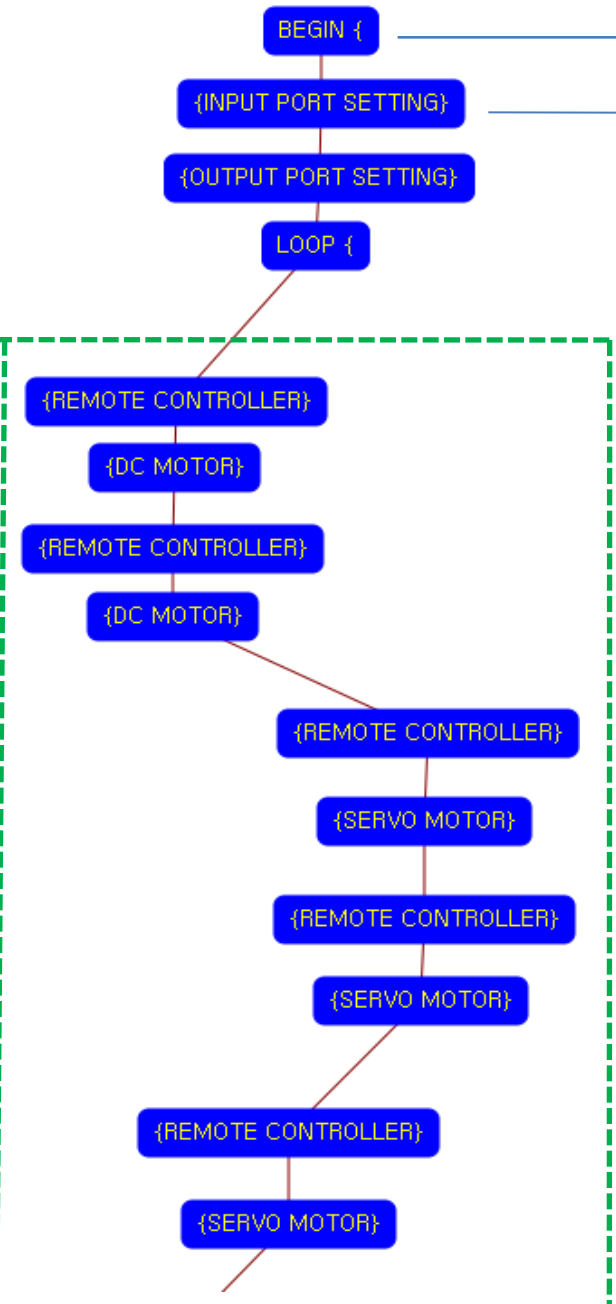 BEGIN {
{INPUT PORT SETTING}
{OUTPUT PORT SETTING}
LOOP {
{REMOTE CONTROLLER}
{DC MOTOR}
{REMOTE CONTROLLER}
{DC MOTOR}
{REMOTE CONTROLLER}
{SERVO MOTOR}
{REMOTE CONTROLLER}
{SERVO MOTOR}
{REMOTE CONTROLLER}
{SERVO MOTOR}